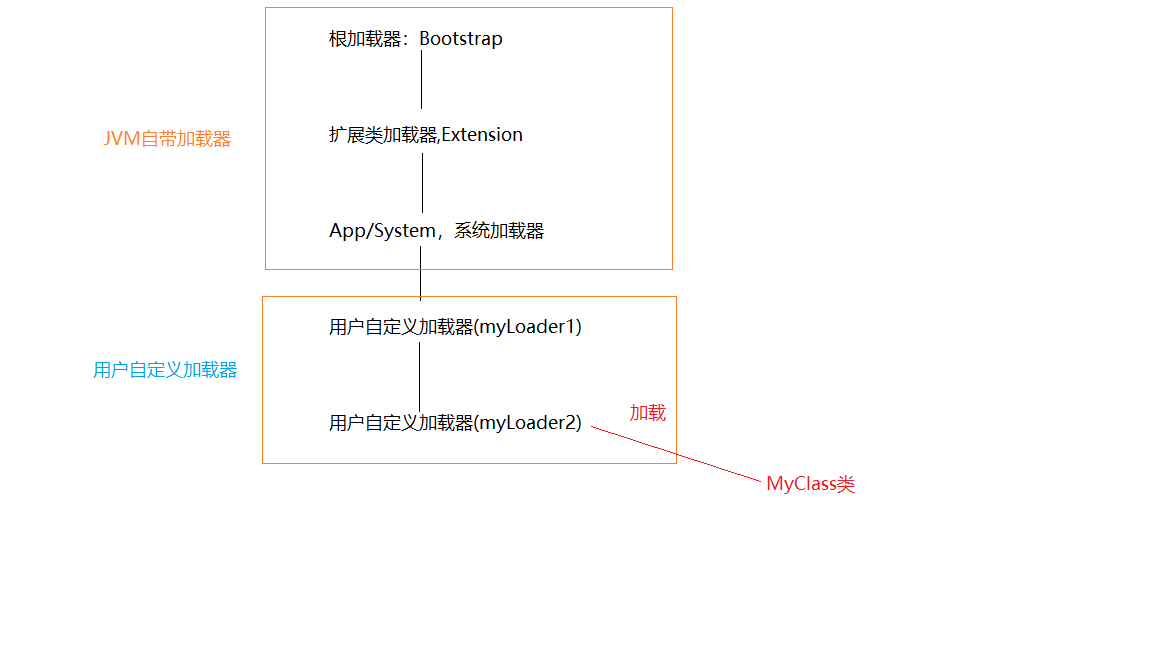 根加载器：Bootstrap
扩展类加载器,Extension
JVM自带加载器
App/System，系统加载器
用户自定义加载器(myLoader1)
用户自定义加载器
用户自定义加载器(myLoader2)
加载
MyClass类